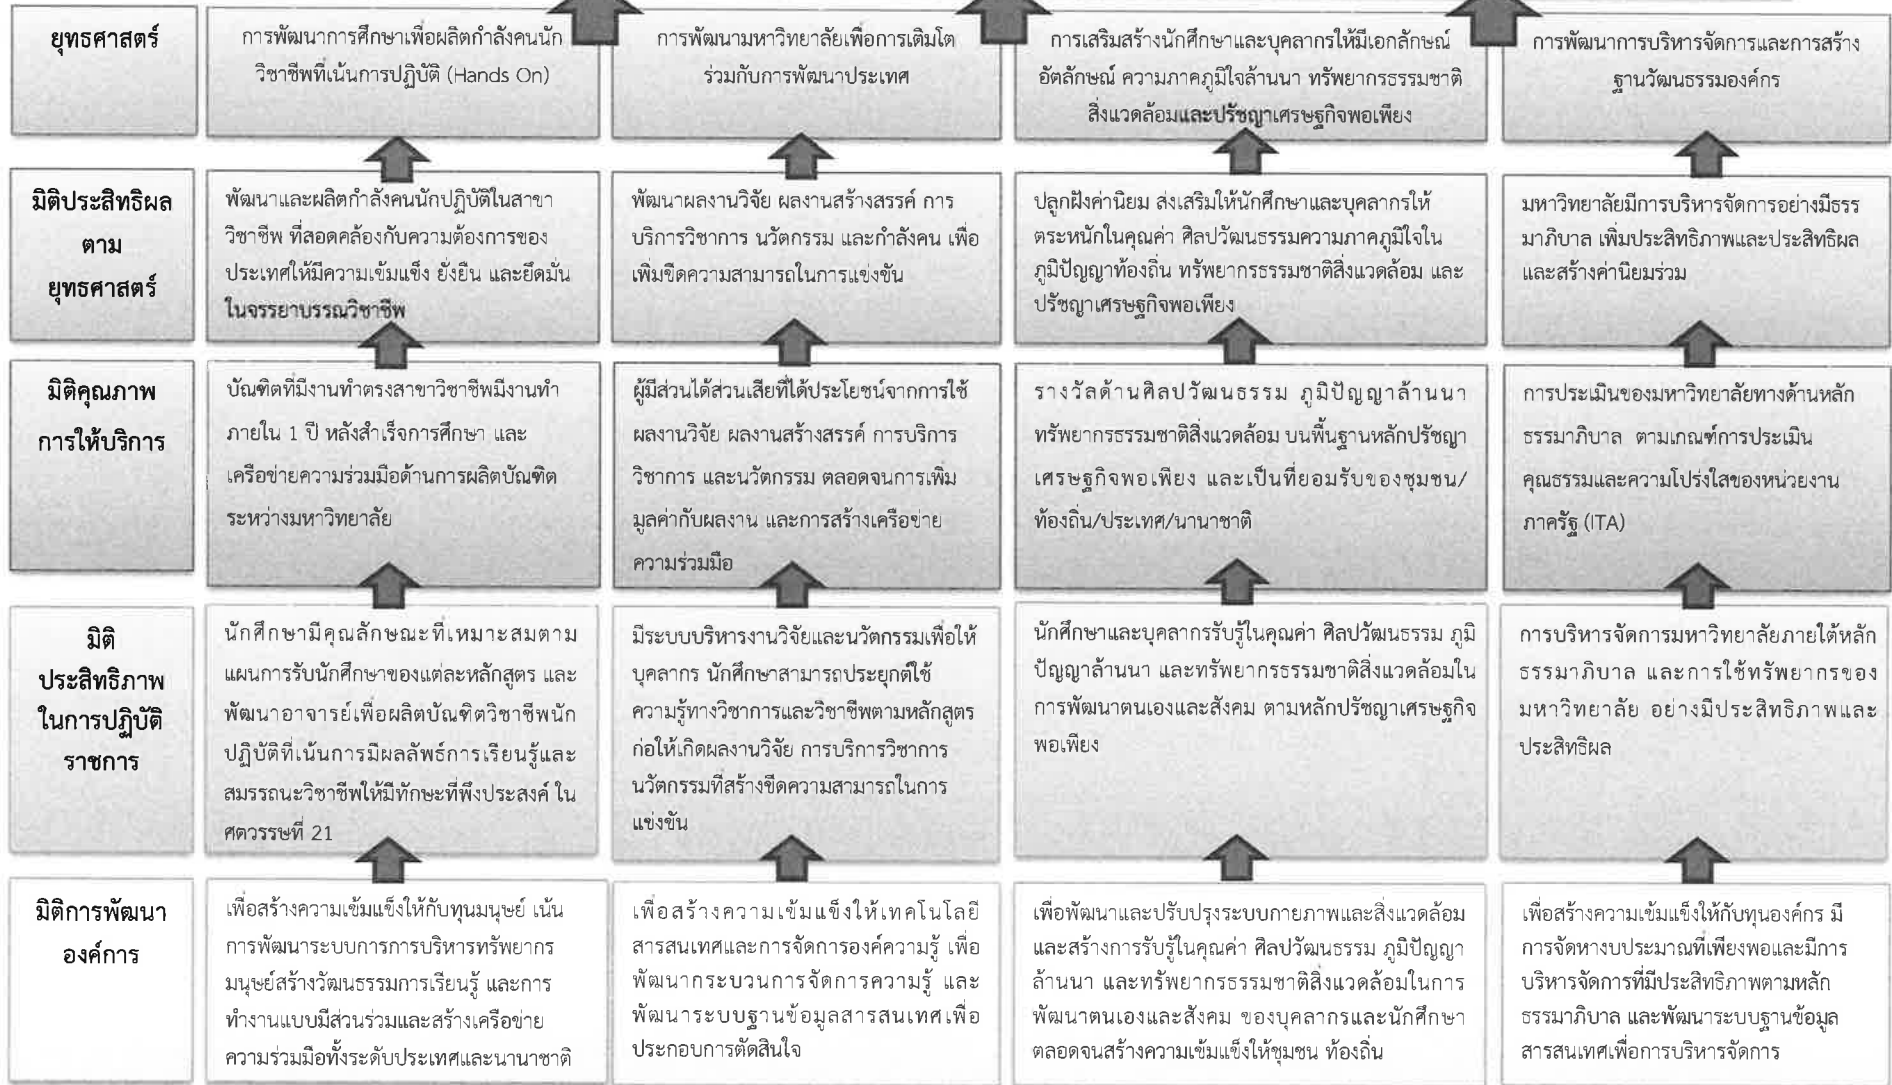 ยุทธศาสตร์
การพัฒนาการศึกษาเพื่อผลิตกำลังคนนัก
วิชาชีพที่เน้นการปฏิบัติ (Hands On)
การพัฒนามหาวิทยาลัยเพื่อการเติมโต
ร่วมกับการพัฒนาประเทศ
การเสริมสร้างนักศึกษาและบุคลากรให้มีเอกลักษณ์
อัตลักษณ์ ความภาคภูมิใจล้านนา ทรัพยากรธรรมชาติ
สิ่งแวดล้อมและปรัชญาเศรษฐกิจพอเพียง
การพัฒนาการบริหารจัดการและการสร้าง
ฐานวัฒนธรรมองค์กร
มิติประสิทธิผล
ตาม
ยุทธศาสตร์
พัฒนาและผลิตกำลังคนนักปฏิบัติในสาขา
วิชาชีพ ที่สอดคล้องกับความต้องการของ
ประเทศให้มีความเข้มแข็ง ยั่งยืน และยึดมั่น
ในจรรยาบรรณวิชาชีพ
พัฒนาผลงานวิจัย ผลงานสร้างสรรค์ การ
บริการวิชาการ นวัตกรรม และกำลังคน เพื่อ
เพิ่มขีดความสามารถในการแข่งขัน
ปลูกฝังค่านิยม ส่งเสริมให้นักศึกษาและบุคลากรให้
ตระหนักในคุณค่า ศิลปวัฒนธรรมความภาคภูมิใจใน
ภูมิปัญญาท้องถิ่น ทรัพยากรธรรมชาติสิ่งแวดล้อม และ
ปรัชญาเศรษฐกิจพอเพียง
มหาวิทยาลัยมีการบริหารจัดการอย่างมีธรร
มาภิบาล เพิ่มประสิทธิภาพและประสิทธิผล
และสร้างค่านิยมร่วม
มิติคุณภาพ
การให้บริการ
บัณฑิตที่มีงานทำตรงสาขาวิชาชีพมีงานทำ
ภายใน 1 ปี หลังสำเร็จการศึกษา และ
เครือข่ายความร่วมมือด้านการผลิตบัณฑิต
ระหว่างมหาวิทยาลัย
ผู้มีส่วนได้ส่วนเสียที่ได้ประโยชน์จากการใช้
ผลงานวิจัย ผลงานสร้างสรรค์ การบริการ
วิชาการ และนวัตกรรม ตลอดจนการเพิ่ม
มูลค่ากับผลงาน และการสร้างเครือข่าย
ความร่วมมือ
รางวัลด้านศิลปวัฒนธรรม ภูมิปัญญาล้านนา
ทรัพยากรธรรมชาติสิ่งแวดล้อม บนพื้นฐานหลักปรัชญา
เศรษฐกิจพอเพียง และเป็นที่ยอมรับของชุมชน/
ท้องถิ่น/ประเทศ/นานาชาติ
การประเมินของมหาวิทยาลัยทางด้านหลัก
ธรรมาภิบาล ตามเกณฑ์การประเมิน
คุณธรรมและความโปร่งใสของหน่วยงาน
ภาครัฐ (ITA)
มิติ
ประสิทธิภาพ
ในการปฏิบัติ
ราชการ
นักศึกษามีคุณลักษณะที่เหมาะสมตาม
แผนการรับนักศึกษาของแต่ละหลักสูตร และ
พัฒนาอาจารย์เพื่อผลิตบัณฑิตวิชาชีพนัก
ปฏิบัติที่เน้นการมีผลลัพธ์การเรียนรู้และ
สมรรถนะวิชาชีพให้มีทักษะที่พึงประสงค์ ใน
ศตวรรษที่ 21
มีระบบบริหารงานวิจัยและนวัตกรรมเพื่อให้
บุคลากร นักศึกษาสามารถประยุกต์ใช้
ความรู้ทางวิชาการและวิชาชีพตามหลักสูตร
ก่อให้เกิดผลงานวิจัย การบริการวิชาการ
นวัตกรรมที่สร้างขีดความสามารถในการ
แข่งขัน
นักศึกษาและบุคลากรรับรู้ในคุณค่า ศิลปวัฒนธรรม ภูมิ
ปัญญาล้านนา และทรัพยากรธรรมชาติสิ่งแวดล้อมใน
การพัฒนาตนเองและสังคม ตามหลักปรัชญาเศรษฐกิจ
พอเพียง
การบริหารจัดการมหาวิทยาลัยภายใต้หลัก
ธรรมาภิบาล และการใช้ทรัพยากรของ
มหาวิทยาลัย อย่างมีประสิทธิภาพและ
ประสิทธิผล
มิติการพัฒนา
องค์การ
เพื่อสร้างความเข้มแข็งให้กับทุนมนุษย์ เน้น
การพัฒนาระบบการการบริหารทรัพยากร
มนุษย์สร้างวัฒนธรรมการเรียนรู้ และการ
ทำงานแบบมีส่วนร่วมและสร้างเครือข่าย
ความร่วมมือทั้งระดับประเทศและนานาชาติ
เพื่อสร้างความเข้มแข็งให้เทคโนโลยี
สารสนเทศและการจัดการองค์ความรู้ เพื่อ
พัฒนากระบวนการจัดการความรู้ และ
พัฒนาระบบฐานข้อมูลสารสนเทศเพื่อ
ประกอบการตัดสินใจ
เพื่อพัฒนาและปรับปรุงระบบกายภาพและสิ่งแวดล้อม
และสร้างการรับรู้ในคุณค่า ศิลปวัฒนธรรม ภูมิปัญญา
ล้านนา และทรัพยากรธรรมชาติสิ่งแวดล้อมในการ
พัฒนาตนเองและสังคม ของบุคลากรและนักศึกษา
ตลอดจนสร้างความเข้มแข็งให้ชุมชน ท้องถิ่น
เพื่อสร้างความเข้มแข็งให้กับทุนองค์กร มี
การจัดหางบประมาณที่เพียงพอและมีการ
บริหารจัดการที่มีประสิทธิภาพตามหลัก
ธรรมาภิบาล และพัฒนาระบบฐานข้อมูล
สารสนเทศเพื่อการบริหารจัดการ